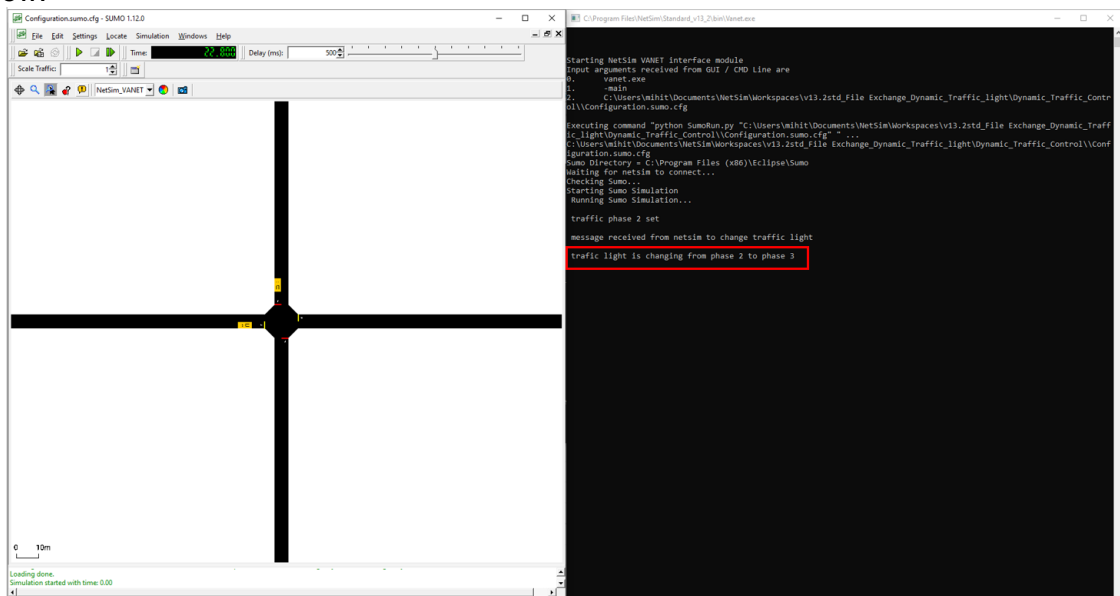 Configuration.sumo.cfg - SUMO 1.12.0
File Edit Settings Locate Simulation Windows Help
Time: 22.800 Delay (ms): 500
Scale Traffic: 1
NetSim_VANET
0 10m
Loading done.
Simulation started with time: 0.00
C:\Program Files\NetSim\Standard_v13_2\bin\Vanet.exe
Starting NetSim VANET interface module
Input arguments received from GUI / CMD Line are
0. vanet.exe
1. -main
2. C:\Users\mihit\Documents\NetSim\Workspaces\v13.2std_File Exchange_Dynamic_Traffic_light\Dynamic_Traffic_Contr
ol\\Configuration.sumo.cfg
Executing command "python SumoRun.py "C:\Users\mihit\Documents\NetSim\Workspaces\v13.2std_File Exchange_Dynamic_Traff
ic_light\Dynamic_Traffic_Control\\Configuration.sumo.cfg" " ...
C:\Users\mihit\Documents\NetSim\Workspaces\v13.2std_File Exchange_Dynamic_Traffic_light\Dynamic_Traffic_Control\\Conf
iguration.sumo.cfg
Sumo Directory = C:\Program Files (x86)\Eclipse\Sumo
Waiting for netsim to connect...
Checking Sumo...
Starting Sumo Simulation
Running Sumo Simulation...
traffic phase 2 set
message received from netsim to change traffic light
trafic light is changing from phase 2 to phase 3